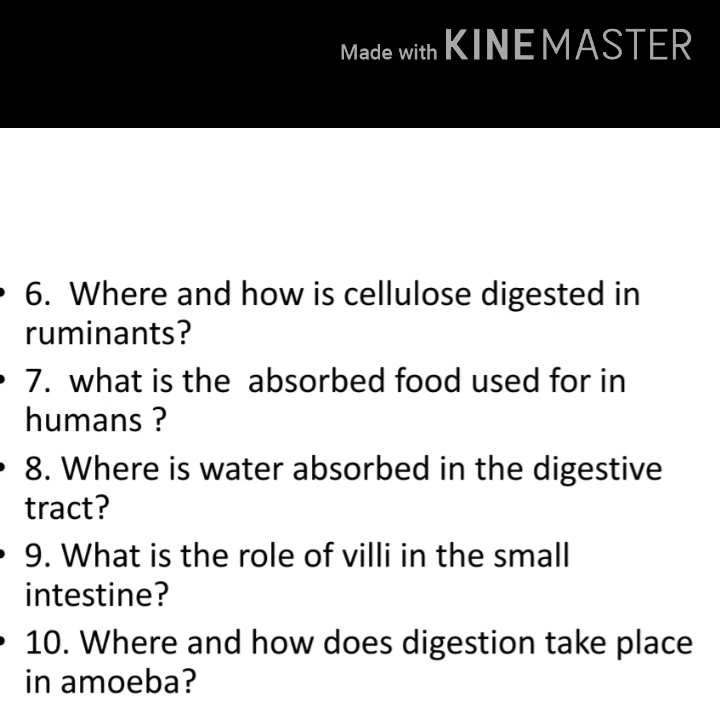 Made with KINEMASTER
• 6.  Where and how is cellulose digested in
ruminants?
• 7.  what is the  absorbed food used for in
humans ?
• 8. Where is water absorbed in the digestive
tract?
• 9. What is the role of villi in the small
intestine?
• 10. Where and how does digestion take place
in amoeba?